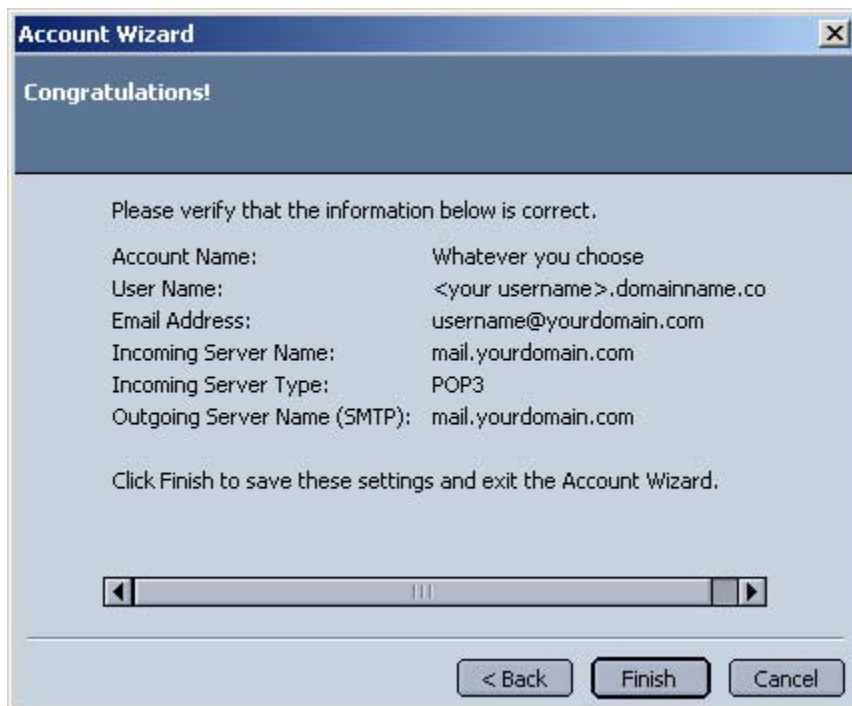 Account Wizard
Congratulations!
Please verify that the information below is correct.
Account Name: Whatever you choose
User Name: <your username>.domainname.co
Email Address: username@yourdomain.com
Incoming Server Name: mail.yourdomain.com
Incoming Server Type: POP3
Outgoing Server Name (SMTP): mail.yourdomain.com
Click Finish to save these settings and exit the Account Wizard.
< Back Finish Cancel